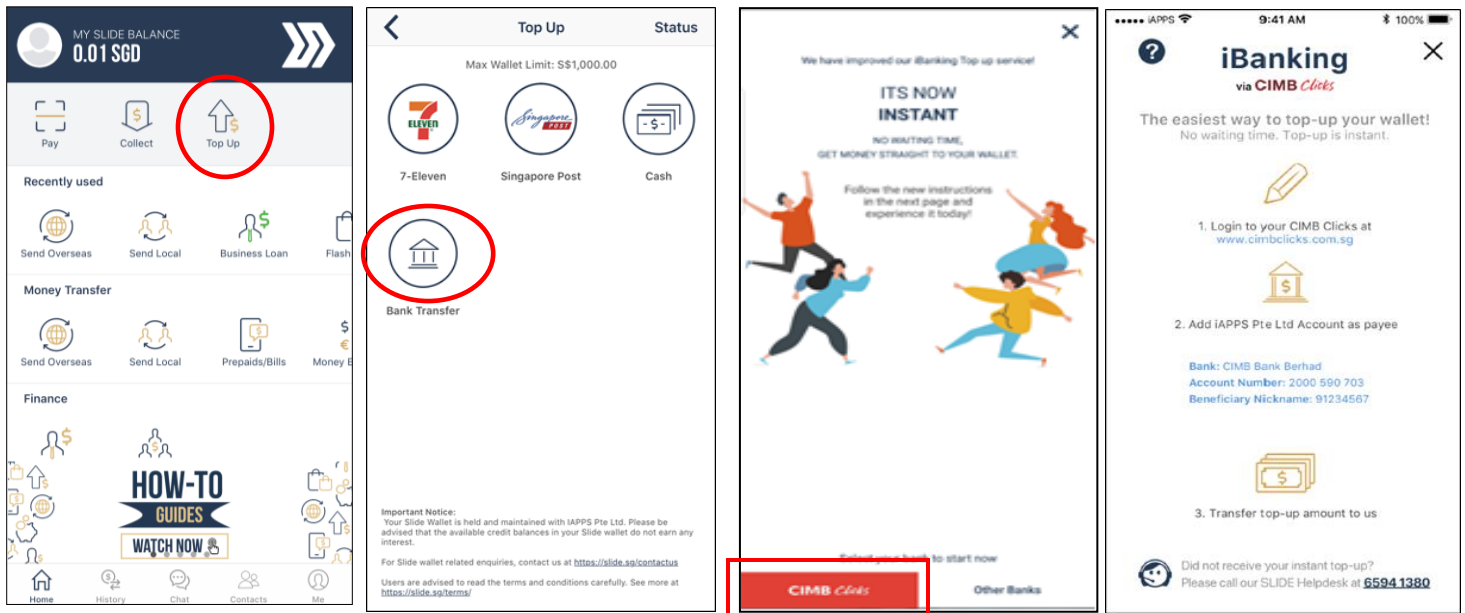 MY SLIDE BALANCE
0.01 SGD
Pay
Collect
Top Up
Recently used
Send Overseas
Send Local
Business Loan
Flash
Money Transfer
Send Overseas
Send Local
Prepaids/Bills
Money E
Finance
HOW-TO
GUIDES
WATCH NOW
Home
History
Chat
Contacts
Me
Top Up
Status
Max Wallet Limit: S$1,000.00
7
ELEVEN
Singapore
POST
7-Eleven
Singapore Post
Cash
Bank Transfer
Important Notice:
Your Slide Wallet is held and maintained with IAPPS Pte Ltd. Please be
advised that the available credit balances in your Slide wallet do not earn any
interest.
For Slide wallet related enquiries, contact us at https://slide.sg/contactus
Users are advised to read the terms and conditions carefully. See more at
https://slide.sg/terms/
We have improved our iBanking Top up service!
ITS NOW
INSTANT
NO WAITING TIME,
GET MONEY STRAIGHT TO YOUR WALLET.
Follow the new instructions
in the next page and
experience it today!
Select your bank to start now
CIMB Clicks
Other Banks
iAPPS
9:41 AM
100%
iBanking
via CIMB Clicks
The easiest way to top-up your wallet!
No waiting time. Top-up is instant.
1. Login to your CIMB Clicks at
www.cimbclicks.com.sg
2. Add iAPPS Pte Ltd Account as payee
Bank: CIMB Bank Berhad
Account Number: 2000 590 703
Beneficiary Nickname: 91234567
3. Transfer top-up amount to us
Did not receive your instant top-up?
Please call our SLIDE Helpdesk at 6594 1380